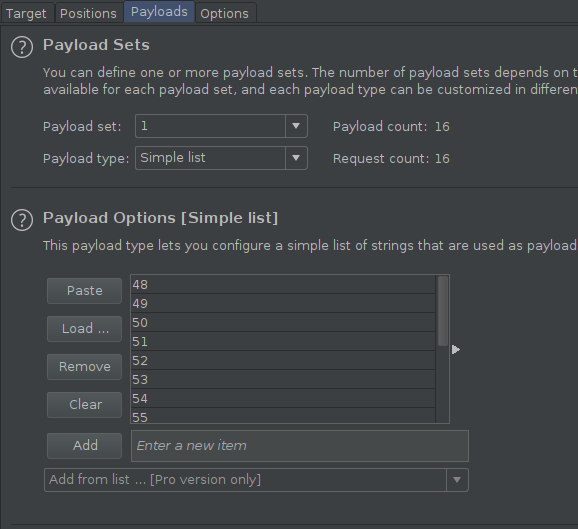 Target Positions Payloads Options
Payload Sets
You can define one or more payload sets. The number of payload sets depends on t
available for each payload set, and each payload type can be customized in differen
Payload set: 1 Payload count: 16
Payload type: Simple list Request count: 16
Payload Options [Simple list]
This payload type lets you configure a simple list of strings that are used as payload
Paste
Load ...
Remove
Clear
48
49
50
51
52
53
54
55
Add Enter a new item
Add from list ... [Pro version only]